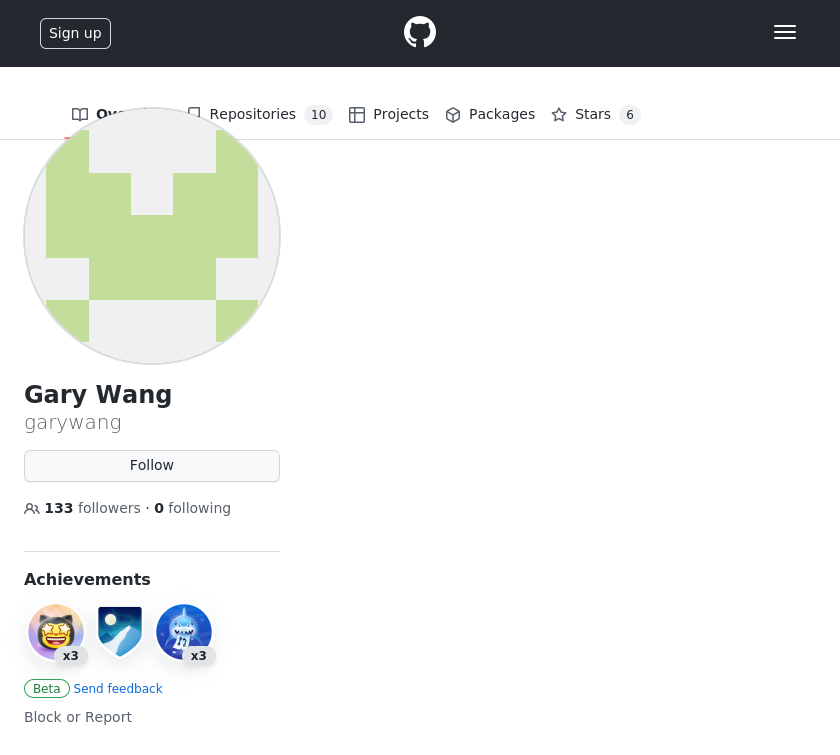 Sign up
Repositories 10 Projects Packages Stars 6
Gary Wang
garywang
Follow
133 followers · 0 following
Achievements
x3 x3
Beta Send feedback
Block or Report